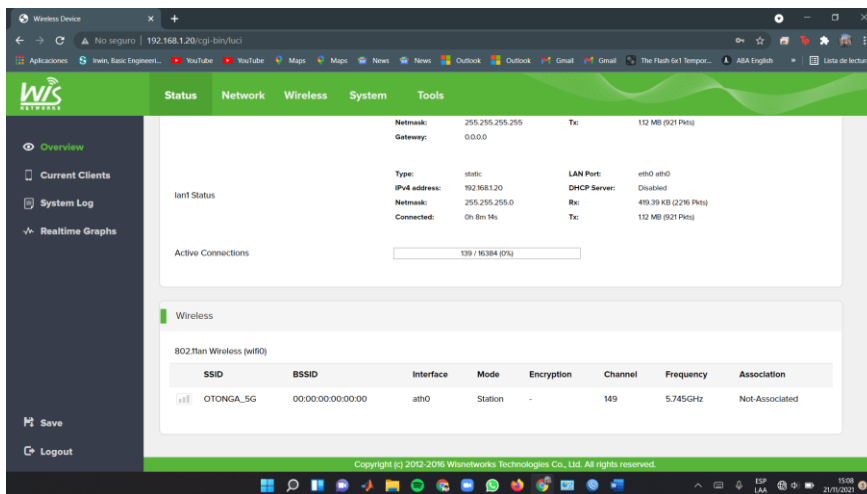 Wireless Device
No seguro | 192.168.1.20/cgi-bin/luci
Aplicaciones Irwin, Basic Engineeri... YouTube YouTube Maps Maps News News Outlook Outlook Gmail Gmail The Flash 6x1 Tempor... ABA English » Lista de lectura
WiS NETWORKS
Status Network Wireless System Tools
Overview
Current Clients
System Log
Realtime Graphs
Save
Logout
Netmask: 255.255.255.255 Tx: 1.12 MB (921 Pkts)
Gateway: 0.0.0.0
lan1 Status
Type: static LAN Port: eth0 ath0
IPv4 address: 192.168.1.20 DHCP Server: Disabled
Netmask: 255.255.255.0 Rx: 419.39 KB (2216 Pkts)
Connected: 0h 8m 14s Tx: 1.12 MB (921 Pkts)
Active Connections 139 / 16384 (0%)
Wireless
802.11an Wireless (wifi0)
SSID BSSID Interface Mode Encryption Channel Frequency Association
OTONGA_5G 00:00:00:00:00:00 ath0 Station - 149 5.745GHz Not-Associated
Copyright (c) 2012-2016 Wisnetworks Technologies Co., Ltd. All rights reserved.
ESP
LAA
15:08
21/11/2021